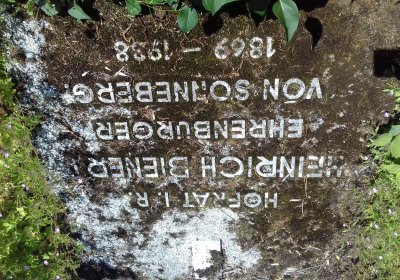 - HOFRAT I. R. -
HEINRICH BIENER
- EHRENBURGER -
VON SONNEBERG.
1869 - 1938